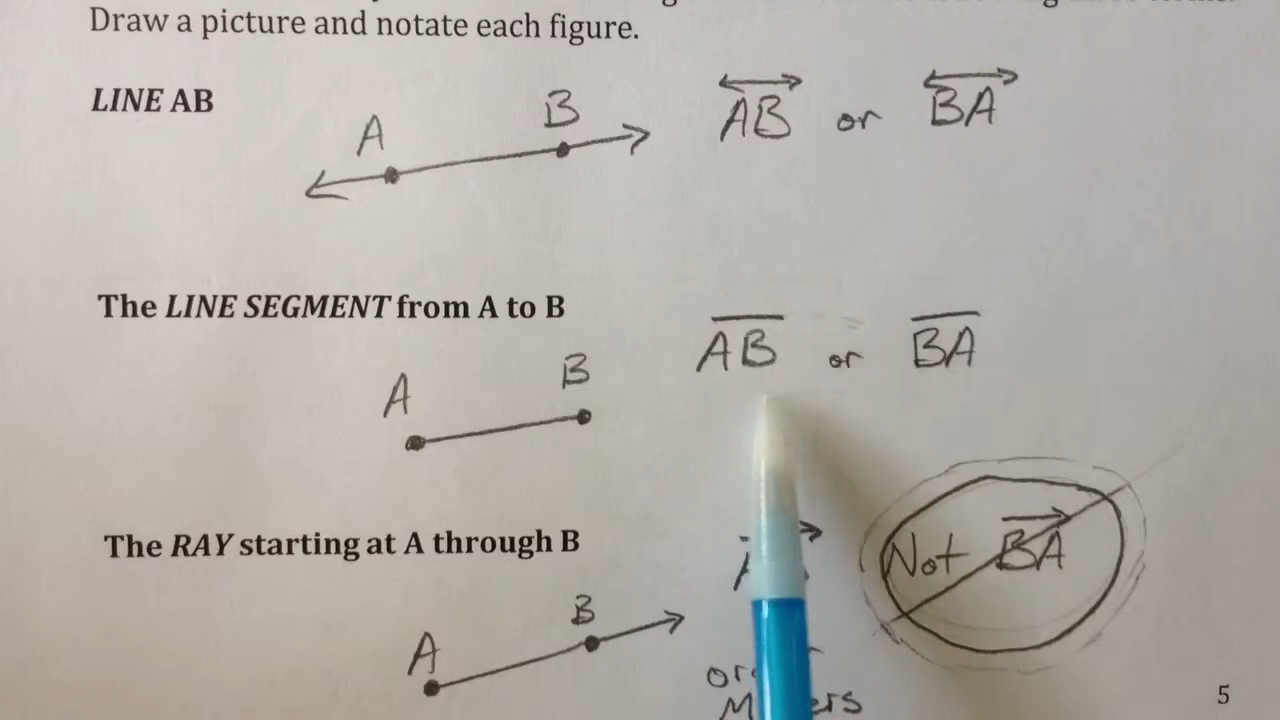 Draw a picture and notate each figure.
LINE AB
A B
AB or BA
The LINE SEGMENT from A to B
A B
AB or BA
The RAY starting at A through B
A B
Not BA
5